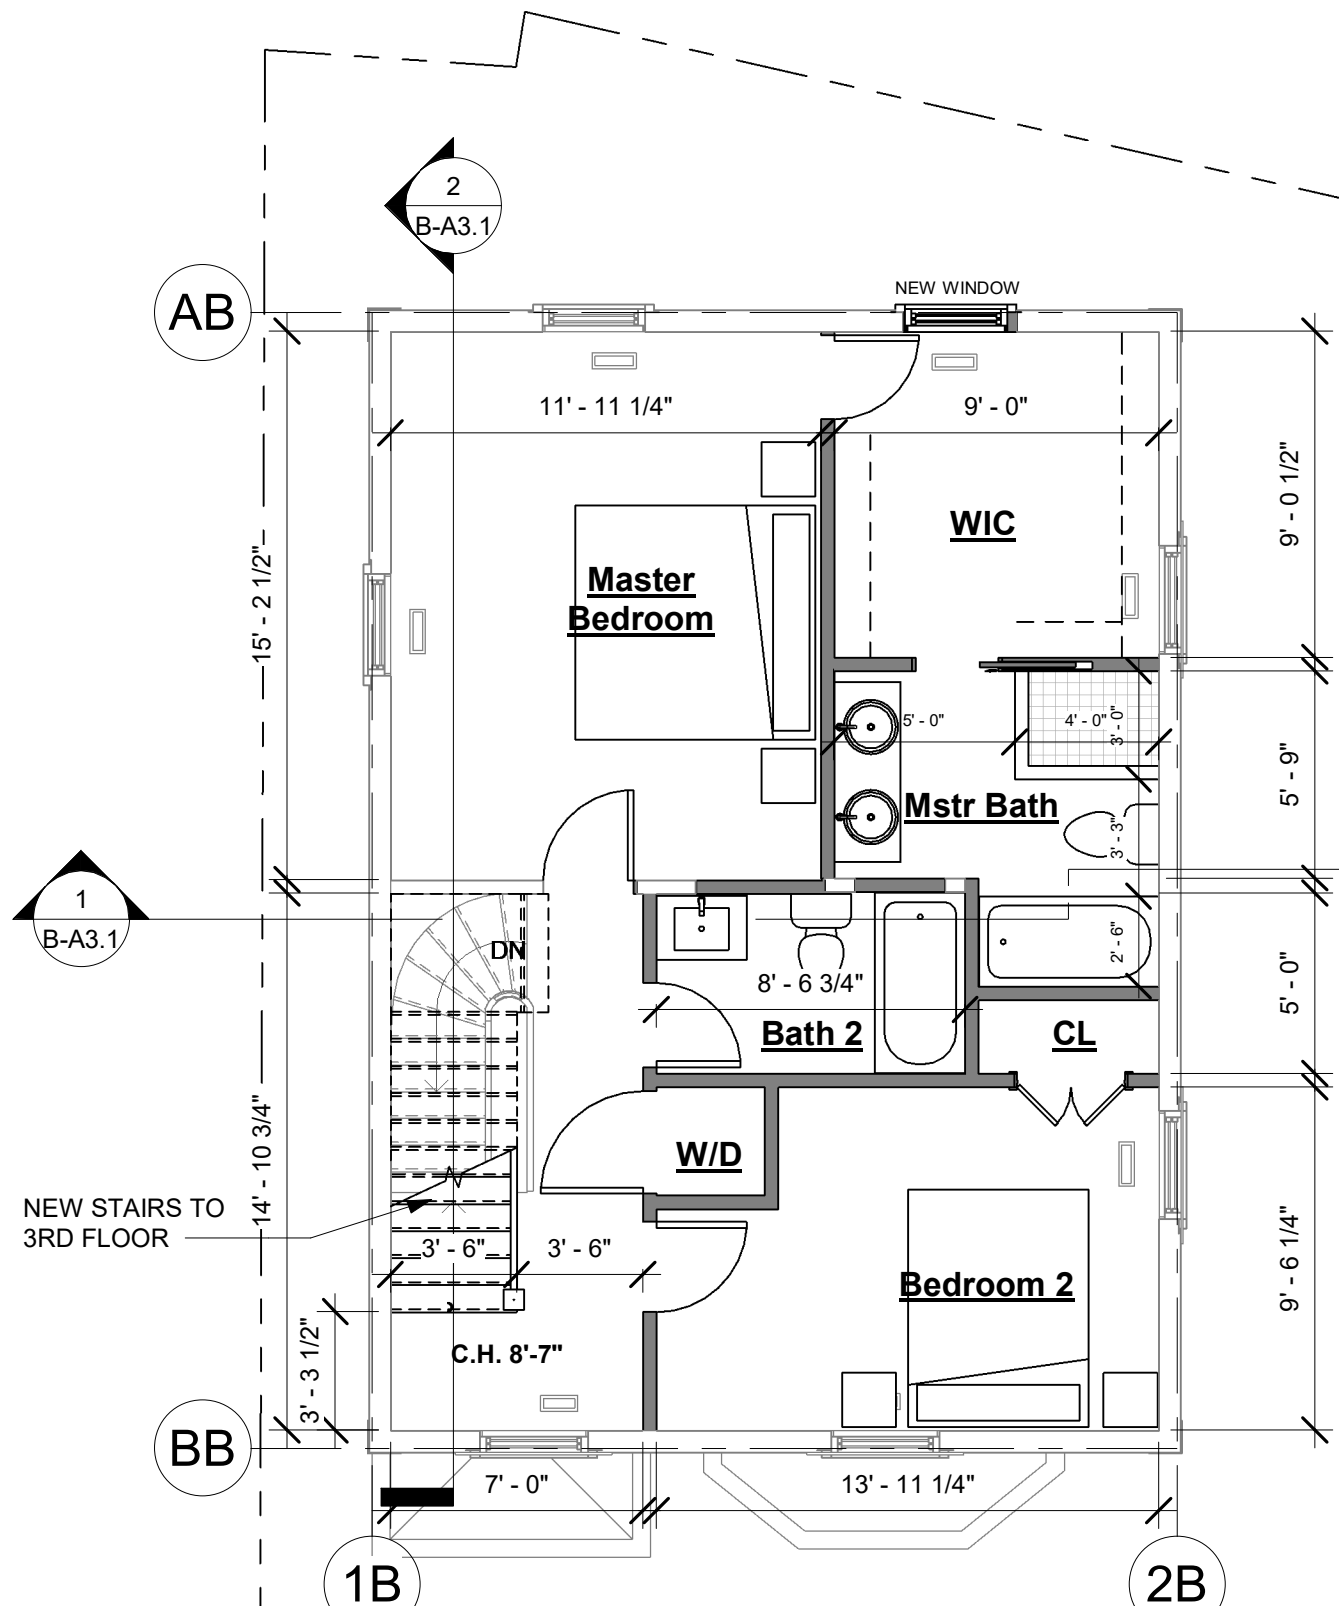 2
B-A3.1
AB
NEW WINDOW
11' - 11 1/4"
9' - 0"
9' - 0 1/2"
WIC
15' - 2 1/2"
Master
Bedroom
5' - 0"
4' - 0"
3' - 0"
5' - 9"
Mstr Bath
3' - 3"
1
B-A3.1
DN
2' - 6"
8' - 6 3/4"
5' - 0"
Bath 2
CL
14' - 10 3/4"
W/D
NEW STAIRS TO
3RD FLOOR
3' - 6"
3' - 6"
9' - 6 1/4"
Bedroom 2
3' - 3 1/2"
C.H. 8'-7"
BB
7' - 0"
13' - 11 1/4"
1B
2B